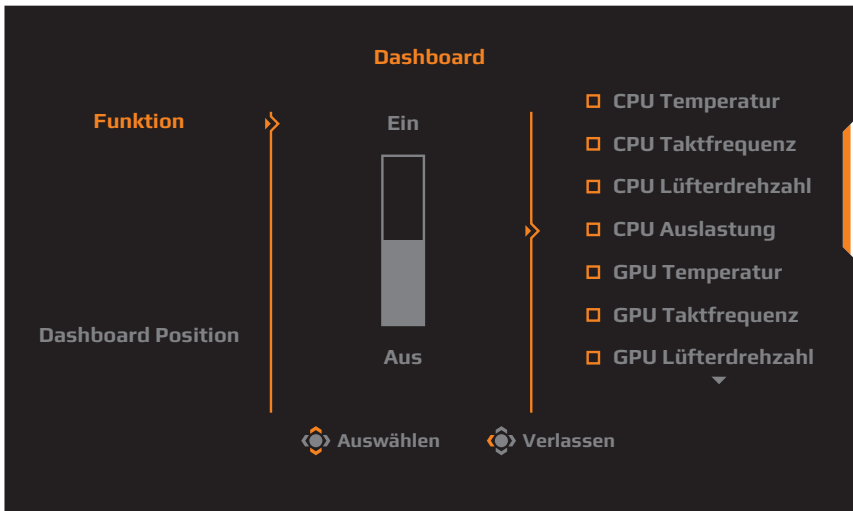 Dashboard
Funktion
Dashboard Position
Ein
Aus
CPU Temperatur
CPU Taktfrequenz
CPU Lüfterdrehzahl
CPU Auslastung
GPU Temperatur
GPU Taktfrequenz
GPU Lüfterdrehzahl
Auswählen
Verlassen